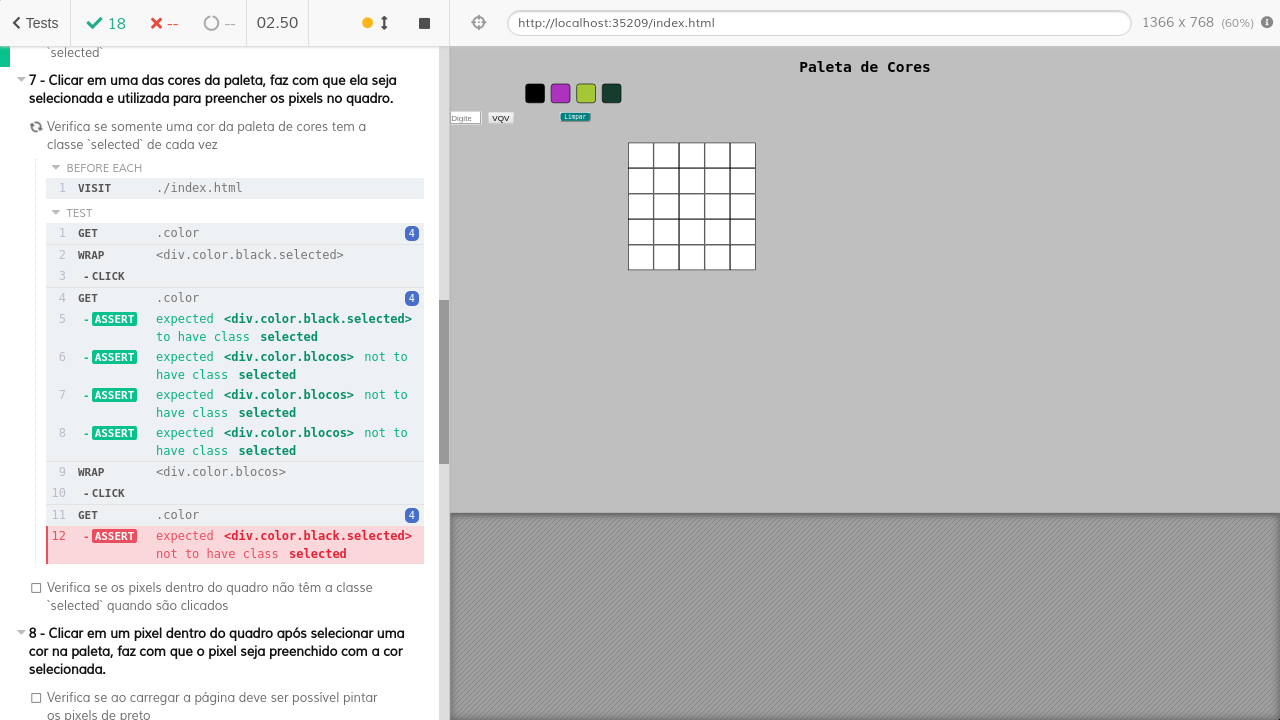 Tests
18
--
--
02.50
http://localhost:35209/index.html
1366 x 768 (60%)
`selected`
7 - Clicar em uma das cores da paleta, faz com que ela seja
selecionada e utilizada para preencher os pixels no quadro.
Verifica se somente uma cor da paleta de cores tem a
classe `selected` de cada vez
BEFORE EACH
1 VISIT ./index.html
TEST
1 GET .color 4
2 WRAP <div.color.black.selected>
3 - CLICK
4 GET .color 4
5 - ASSERT expected <div.color.black.selected>
to have class selected
6 - ASSERT expected <div.color.blocos> not to
have class selected
7 - ASSERT expected <div.color.blocos> not to
have class selected
8 - ASSERT expected <div.color.blocos> not to
have class selected
9 WRAP <div.color.blocos>
10 - CLICK
11 GET .color 4
12 - ASSERT expected <div.color.black.selected>
not to have class selected
Verifica se os pixels dentro do quadro não têm a classe
`selected` quando são clicados
8 - Clicar em um pixel dentro do quadro após selecionar uma
cor na paleta, faz com que o pixel seja preenchido com a cor
selecionada.
Verifica se ao carregar a página deve ser possível pintar
os pixels de preto
Paleta de Cores
Digite
VQV
Limpar